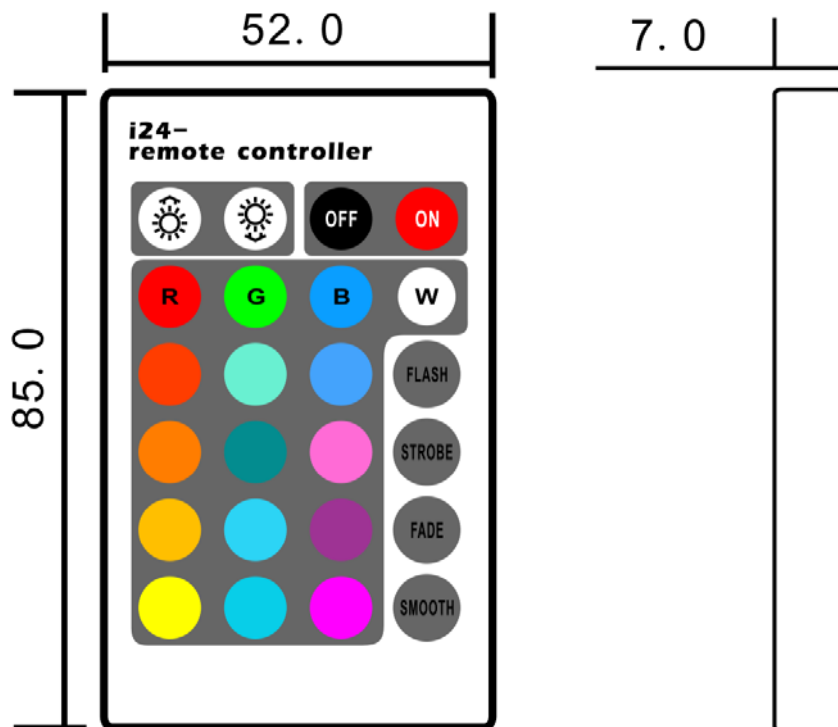 52. 0
7. 0
85. 0
i24-
remote controller
OFF
ON
R
G
B
W
FLASH
STROBE
FADE
SMOOTH